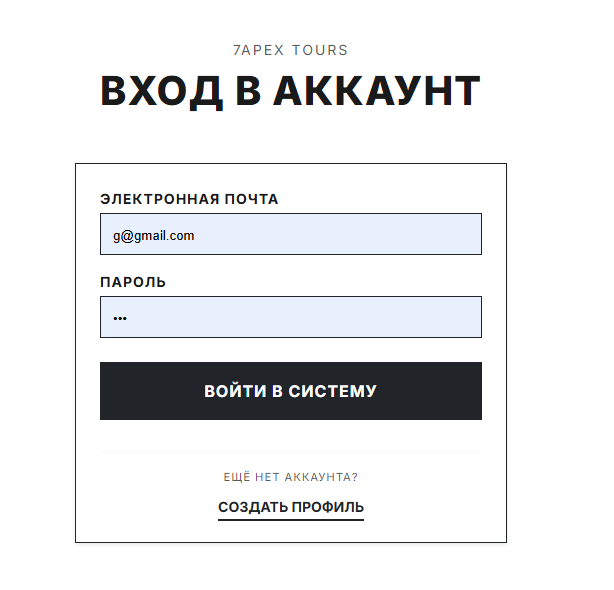 7APEX TOURS
ВХОД В АККАУНТ
ЭЛЕКТРОННАЯ ПОЧТА
g@gmail.com
ПАРОЛЬ
•••
ВОЙТИ В СИСТЕМУ
ЕЩЁ НЕТ АККАУНТА?
СОЗДАТЬ ПРОФИЛЬ